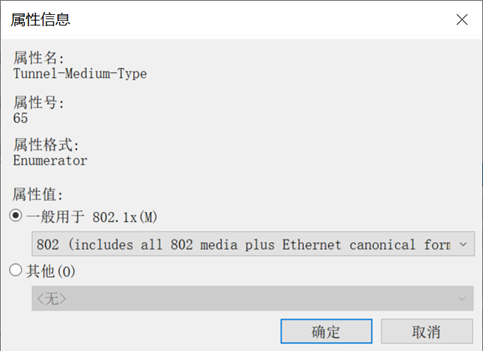 属性信息
属性名:
Tunnel-Medium-Type
属性号:
65
属性格式:
Enumerator
属性值:
一般用于 802.1x(M)
802 (includes all 802 media plus Ethernet canonical form
其他(O)
<无>
确定
取消